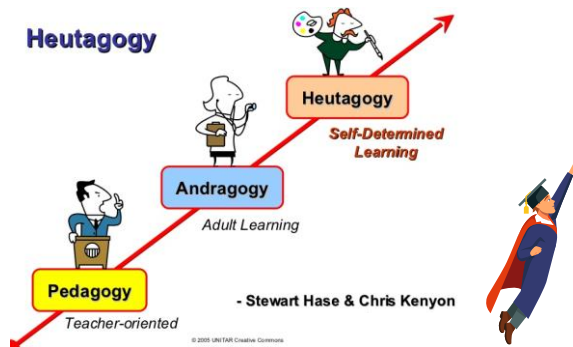 Heutagogy
Heutagogy
Self-Determined
Learning
Andragogy
Adult Learning
Pedagogy
Teacher-oriented
- Stewart Hase & Chris Kenyon
© 2005 UNITAR Creative Commons